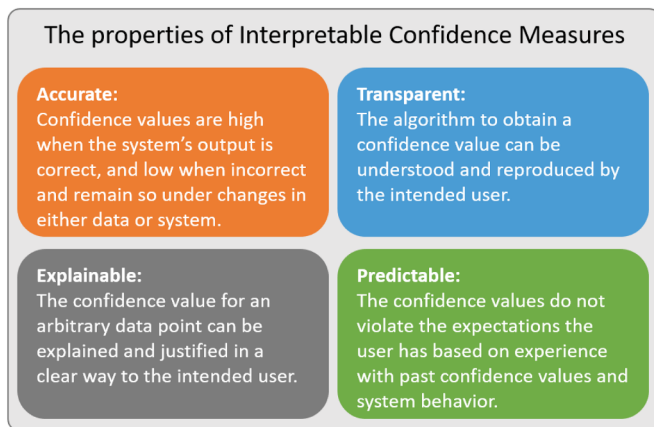 The properties of Interpretable Confidence Measures
Accurate:
Confidence values are high
when the system's output is
correct, and low when incorrect
and remain so under changes in
either data or system.
Transparent:
The algorithm to obtain a
confidence value can be
understood and reproduced by
the intended user.
Explainable:
The confidence value for an
arbitrary data point can be
explained and justified in a
clear way to the intended user.
Predictable:
The confidence values do not
violate the expectations the
user has based on experience
with past confidence values and
system behavior.